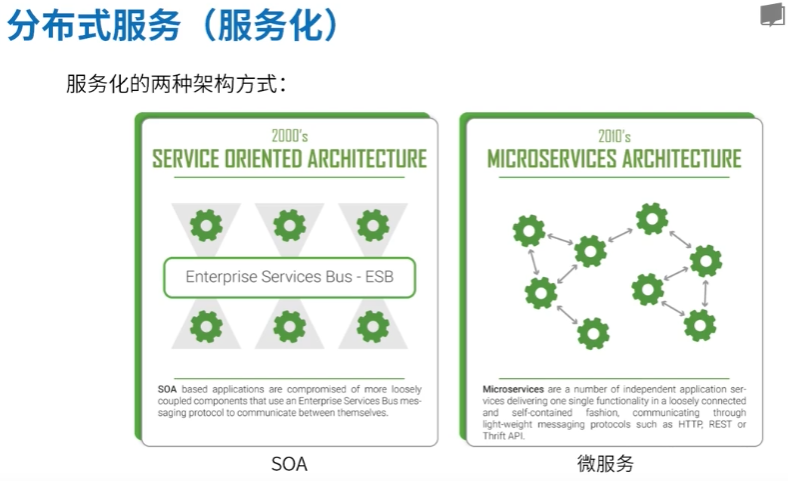 分布式服务（服务化）
服务化的两种架构方式：
2000's
SERVICE ORIENTED ARCHITECTURE
Enterprise Services Bus - ESB
SOA based applications are compromised of more loosely
coupled components that use an Enterprise Services Bus mes-
saging protocol to communicate between themselves.
SOA
2010's
MICROSERVICES ARCHITECTURE
Microservices are a number of independent application ser-
vices delivering one single functionality in a loosely connected
and self-contained fashion, communicating through
light-weight messaging protocols such as HTTP, REST or
Thrift API.
微服务